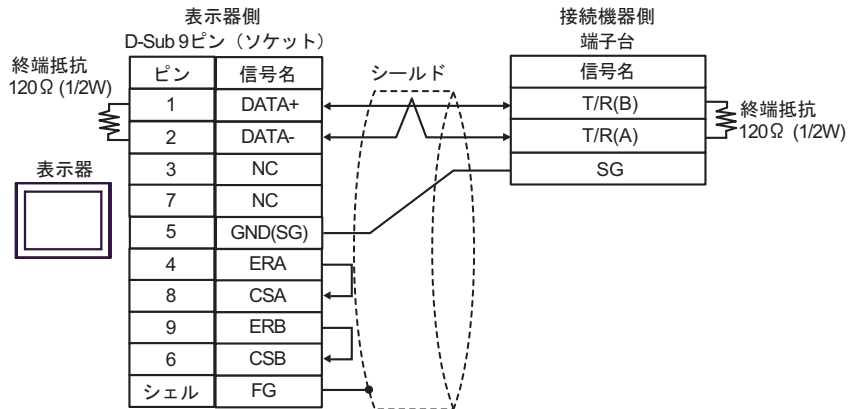 表示器側
D-Sub 9ピン（ソケット）
接続機器側
端子台
終端抵抗
120Ω (1/2W)
ピン 信号名
シールド
信号名
1 DATA+
T/R(B)
終端抵抗
120Ω (1/2W)
2 DATA-
T/R(A)
表示器
3 NC
SG
7 NC
5 GND(SG)
4 ERA
8 CSA
9 ERB
6 CSB
シェル FG